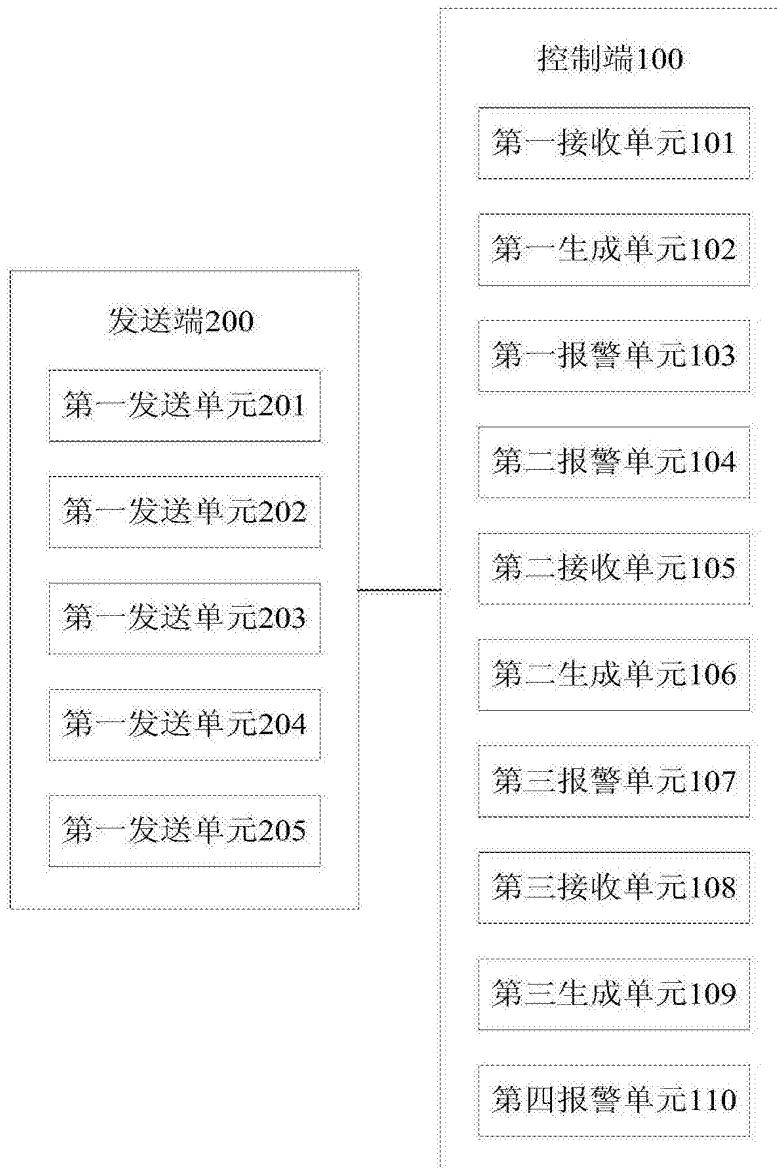 控制端100
第一接收单元101
第一生成单元102
第一报警单元103
第二报警单元104
第二接收单元105
第二生成单元106
第三报警单元107
第三接收单元108
第三生成单元109
第四报警单元110
发送端200
第一发送单元201
第一发送单元202
第一发送单元203
第一发送单元204
第一发送单元205